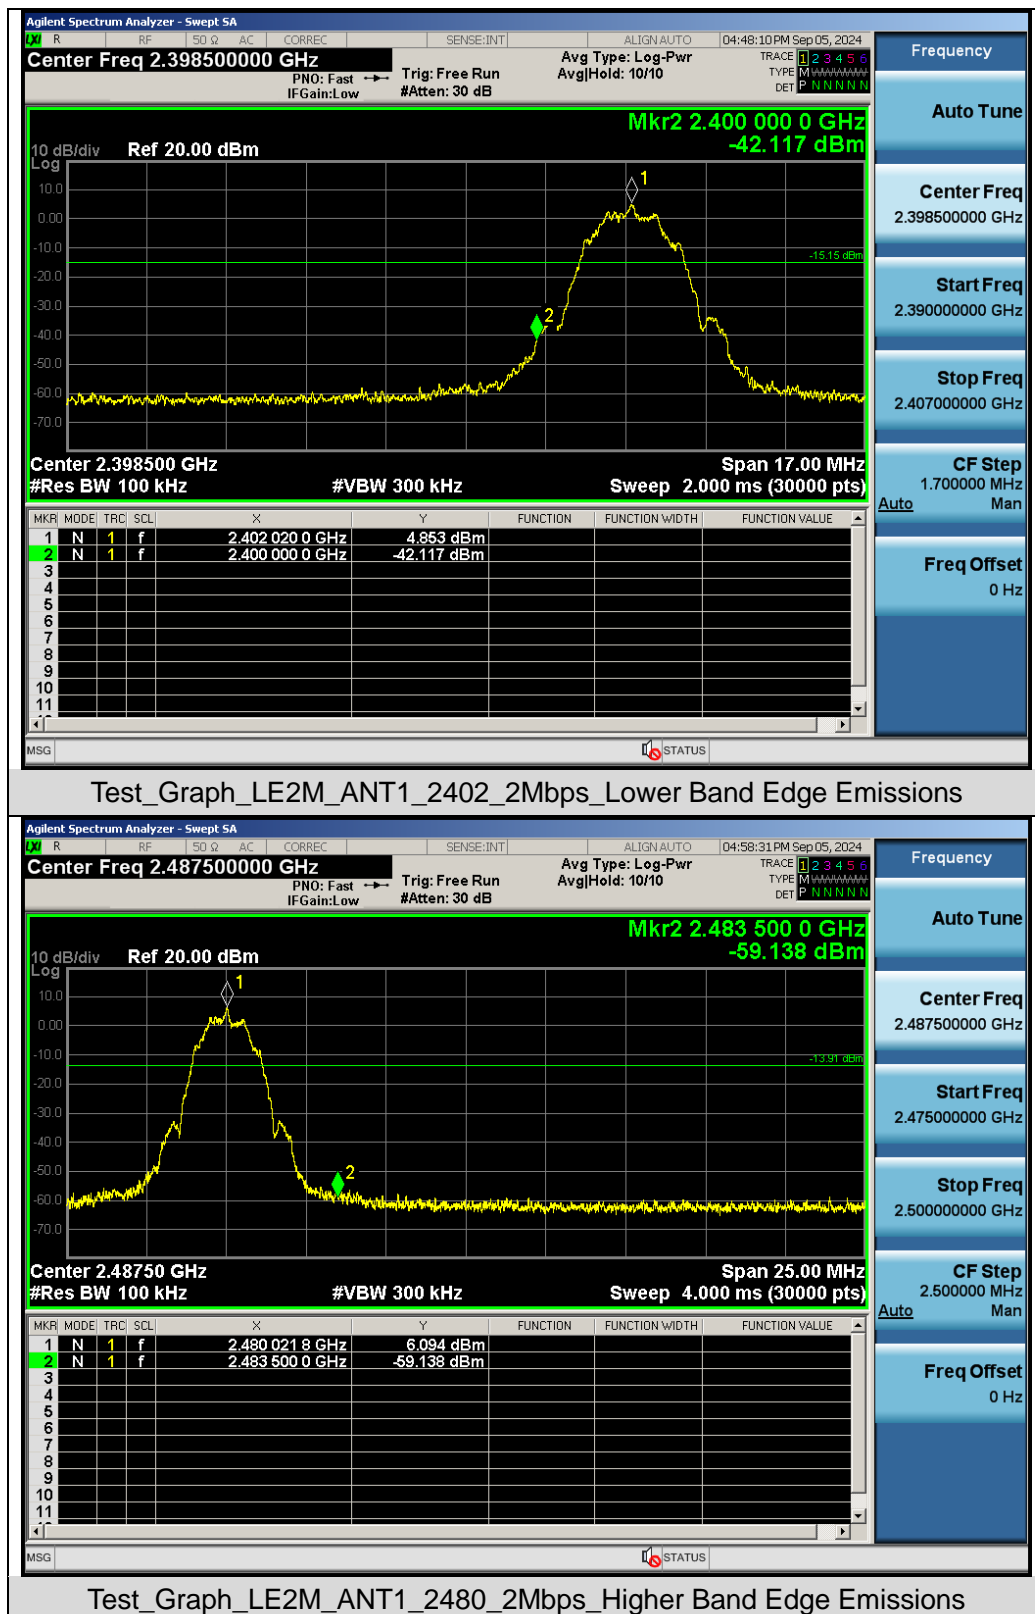 Agilent Spectrum Analyzer - Swept SA
LXI R RF 50 Ω AC CORREC SENSE:INT ALIGN AUTO 04:48:10 PM Sep 05, 2024
Center Freq 2.398500000 GHz
PNO: Fast
IFGain:Low
Trig: Free Run
#Atten: 30 dB
Avg Type: Log-Pwr
Avg|Hold: 10/10
TRACE 1 2 3 4 5 6
TYPE M
DET P N N N N N
Frequency
Mkr2 2.400 000 0 GHz
-42.117 dBm
10 dB/div Ref 20.00 dBm
Log
10.0
0.00
-10.0
-20.0
-30.0
-40.0
-50.0
-60.0
-70.0
1
2
-15.15 dBm
Center 2.398500 GHz Span 17.00 MHz
#Res BW 100 kHz #VBW 300 kHz Sweep 2.000 ms (30000 pts)
Auto Tune
Center Freq
2.398500000 GHz
Start Freq
2.390000000 GHz
Stop Freq
2.407000000 GHz
CF Step
1.700000 MHz
Auto Man
Freq Offset
0 Hz
MKR MODE TRC SCL X Y FUNCTION FUNCTION WIDTH FUNCTION VALUE
1 N 1 f 2.402 020 0 GHz 4.853 dBm
2 N 1 f 2.400 000 0 GHz -42.117 dBm
3
4
5
6
7
8
9
10
11
MSG STATUS
Test_Graph_LE2M_ANT1_2402_2Mbps_Lower Band Edge Emissions
Agilent Spectrum Analyzer - Swept SA
LXI R RF 50 Ω AC CORREC SENSE:INT ALIGN AUTO 04:58:31 PM Sep 05, 2024
Center Freq 2.487500000 GHz
PNO: Fast
IFGain:Low
Trig: Free Run
#Atten: 30 dB
Avg Type: Log-Pwr
Avg|Hold: 10/10
TRACE 1 2 3 4 5 6
TYPE M
DET P N N N N N
Frequency
Mkr2 2.483 500 0 GHz
-59.138 dBm
10 dB/div Ref 20.00 dBm
Log
10.0
0.00
-10.0
-20.0
-30.0
-40.0
-50.0
-60.0
-70.0
1
2
-13.91 dBm
Center 2.48750 GHz Span 25.00 MHz
#Res BW 100 kHz #VBW 300 kHz Sweep 4.000 ms (30000 pts)
Auto Tune
Center Freq
2.487500000 GHz
Start Freq
2.475000000 GHz
Stop Freq
2.500000000 GHz
CF Step
2.500000 MHz
Auto Man
Freq Offset
0 Hz
MKR MODE TRC SCL X Y FUNCTION FUNCTION WIDTH FUNCTION VALUE
1 N 1 f 2.480 021 8 GHz 6.094 dBm
2 N 1 f 2.483 500 0 GHz -59.138 dBm
3
4
5
6
7
8
9
10
11
MSG STATUS
Test_Graph_LE2M_ANT1_2480_2Mbps_Higher Band Edge Emissions